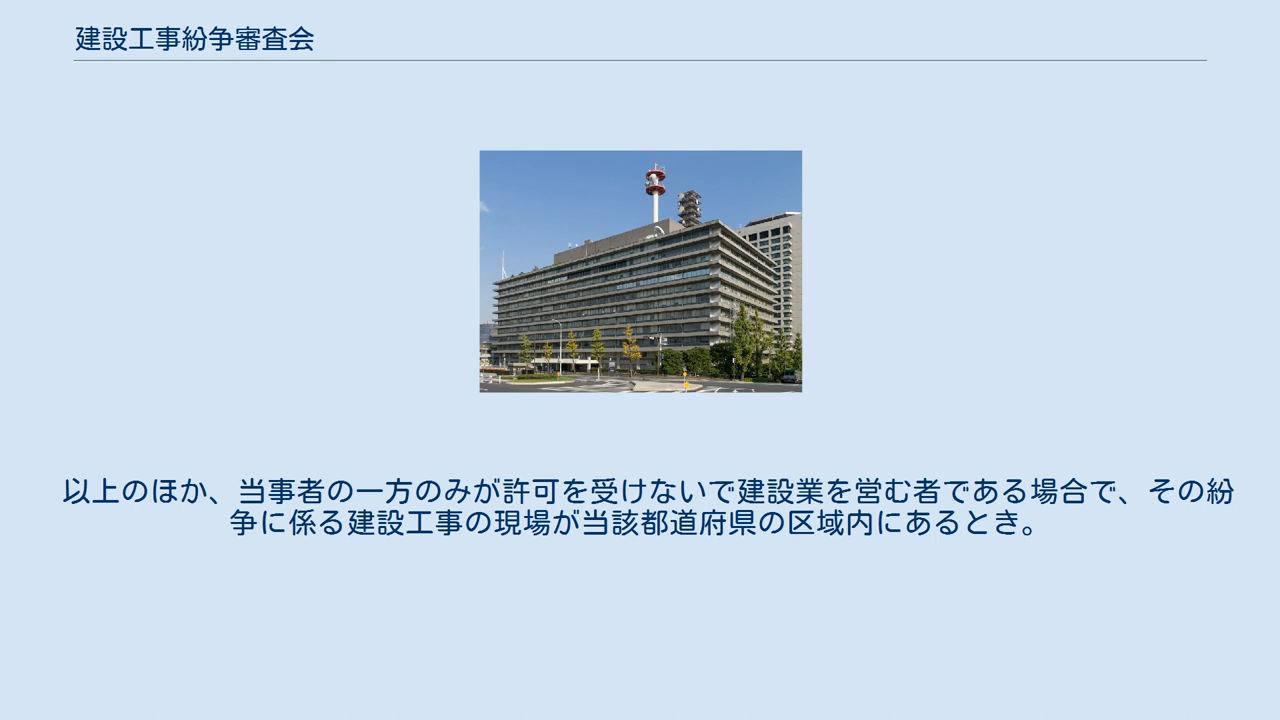 建設工事紛争審査会
以上のほか、当事者の一方のみが許可を受けないで建設業を営む者である場合で、その紛
争に係る建設工事の現場が当該都道府県の区域内にあるとき。